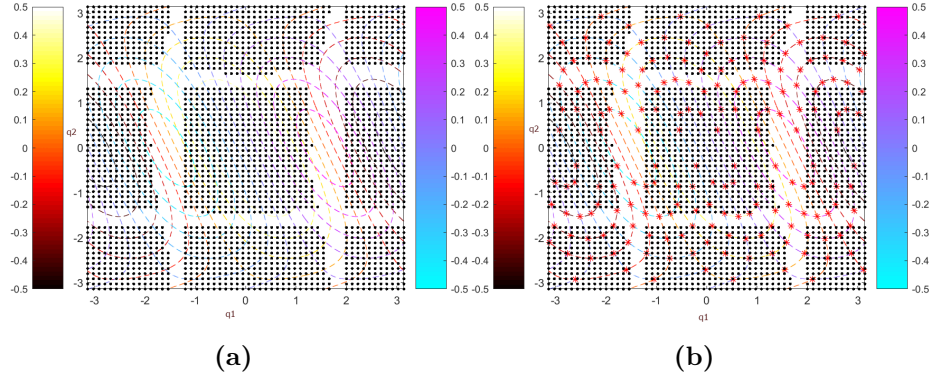 0.5 3 0.5 0.5 3 0.5
0.4 0.4 0.4 0.4
0.3 2 0.3 0.3 2 0.3
0.2 0.2 0.2 0.2
0.1 1 0.1 0.1 1 0.1
0 q2 0 0 0 q2 0 0
-0.1 -1 -0.1 -0.1 -1 -0.1
-0.2 -0.2 -0.2 -0.2
-0.3 -2 -0.3 -0.3 -2 -0.3
-0.4 -0.4 -0.4 -0.4
-0.5 -3 -0.5 -0.5 -3 -0.5
-3 -2 -1 0 1 2 3 -3 -2 -1 0 1 2 3
q1 q1
(a) (b)